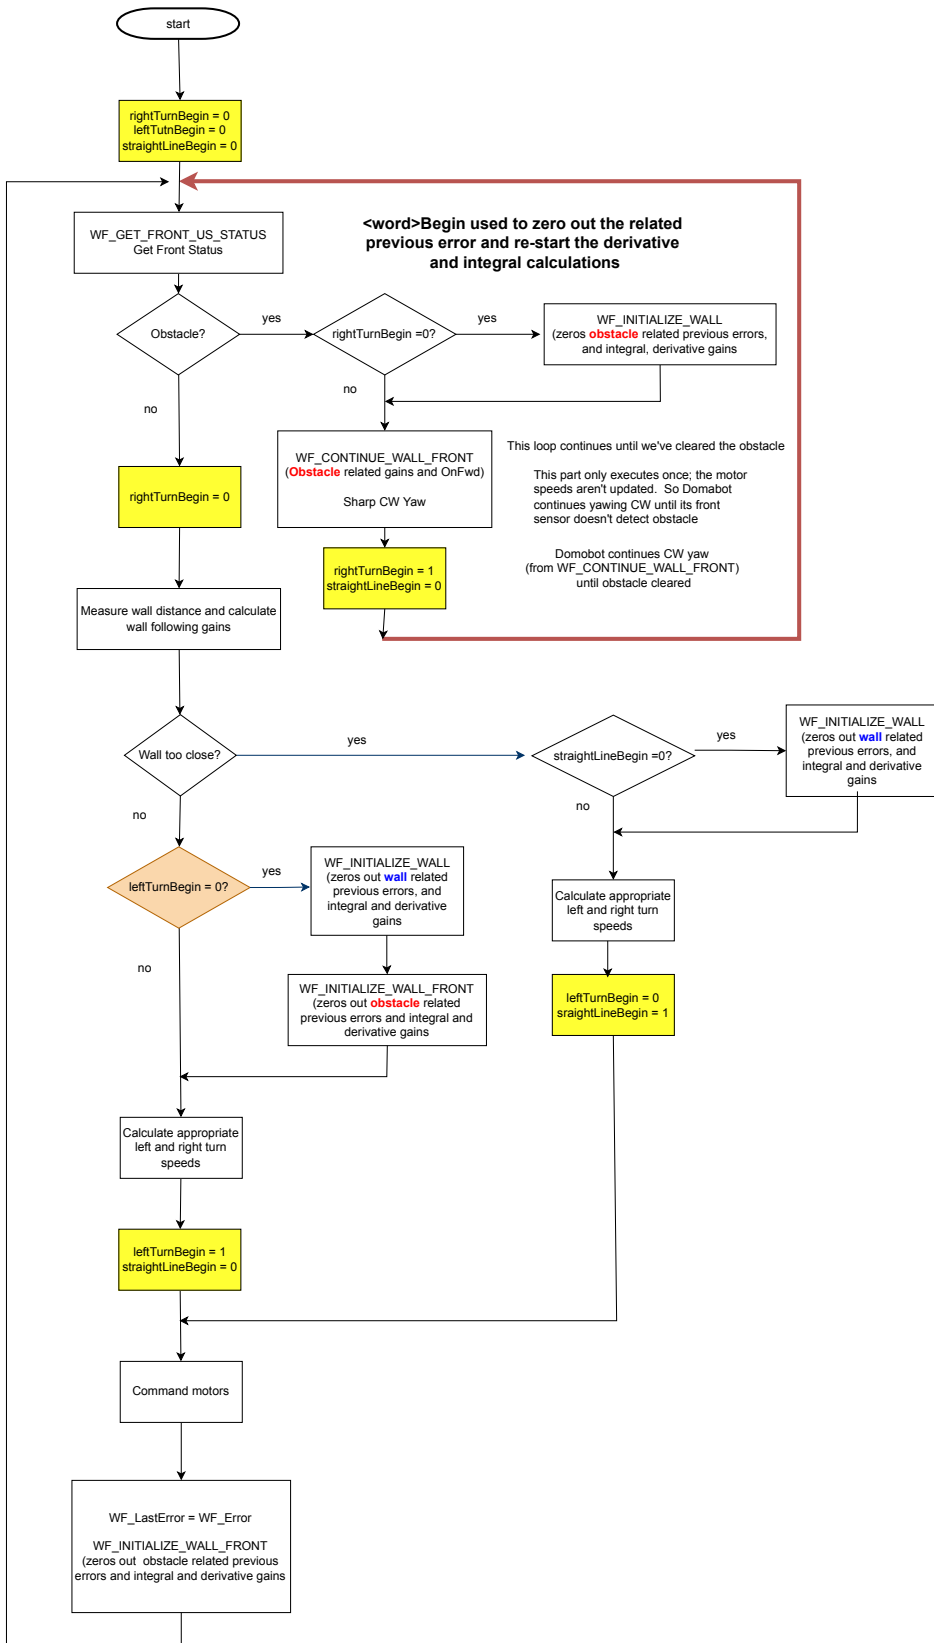 start
rightTurnBegin = 0
leftTutnBegin = 0
straightLineBegin = 0
WF_GET_FRONT_US_STATUS
Get Front Status
<word>Begin used to zero out the related
previous error and re-start the derivative
and integral calculations
Obstacle?
yes
rightTurnBegin =0?
yes
WF_INITIALIZE_WALL
(zeros obstacle related previous errors,
and integral, derivative gains
no
no
WF_CONTINUE_WALL_FRONT
(Obstacle related gains and OnFwd)
Sharp CW Yaw
This loop continues until we've cleared the obstacle
This part only executes once; the motor
speeds aren't updated. So Domabot
continues yawing CW until its front
sensor doesn't detect obstacle
Domobot continues CW yaw
(from WF_CONTINUE_WALL_FRONT)
until obstacle cleared
rightTurnBegin = 0
rightTurnBegin = 1
straightLineBegin = 0
Measure wall distance and calculate
wall following gains
Wall too close?
yes
straightLineBegin =0?
yes
WF_INITIALIZE_WALL
(zeros out wall related
previous errors, and
integral and derivative
gains
no
no
leftTurnBegin = 0?
yes
WF_INITIALIZE_WALL
(zeros out wall related
previous errors, and
integral and derivative
gains
Calculate appropriate
left and right turn
speeds
no
WF_INITIALIZE_WALL_FRONT
(zeros out obstacle related
previous errors and integral and
derivative gains
leftTurnBegin = 0
sraightLineBegin = 1
Calculate appropriate
left and right turn
speeds
leftTurnBegin = 1
straightLineBegin = 0
Command motors
WF_LastError = WF_Error
WF_INITIALIZE_WALL_FRONT
(zeros out obstacle related previous
errors and integral and derivative gains